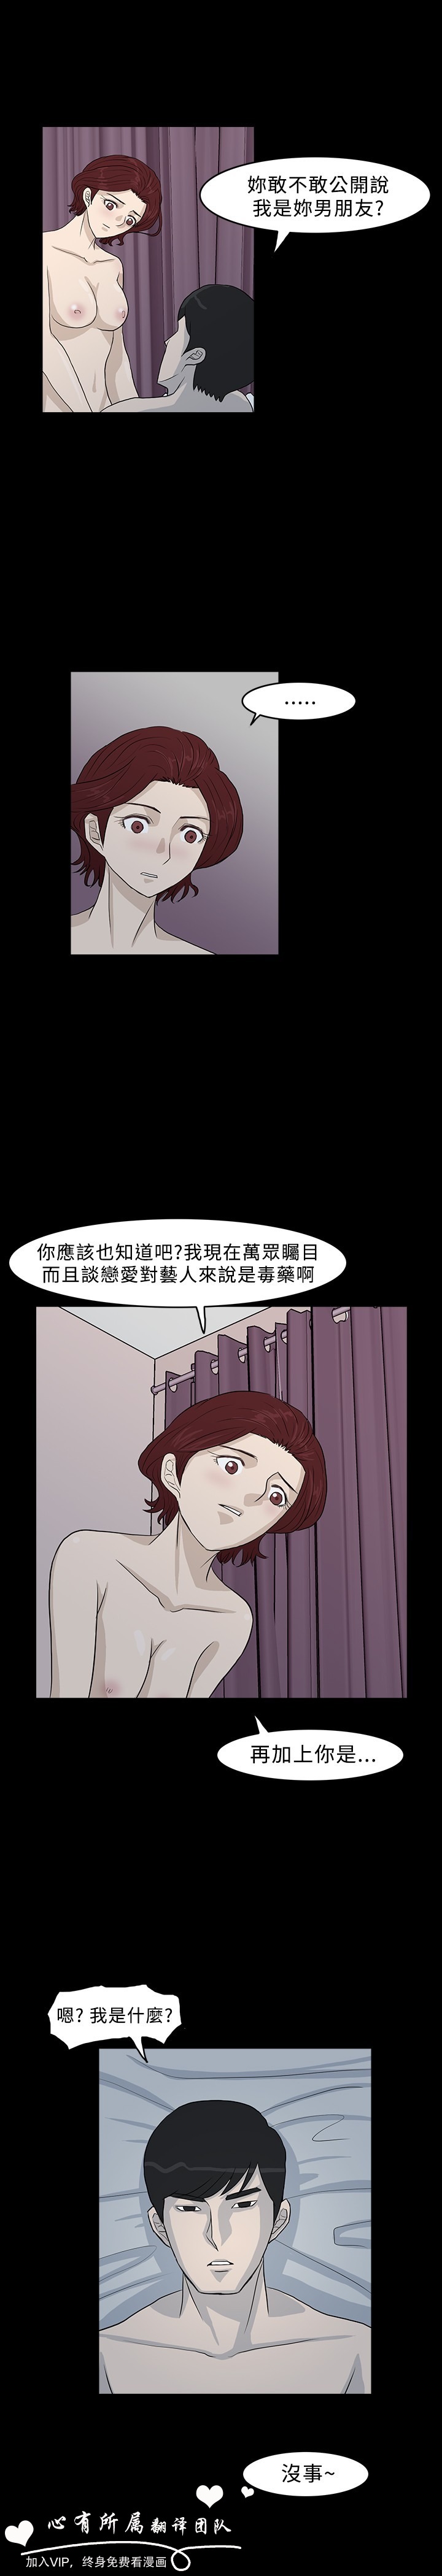 妳敢不敢公開說
我是妳男朋友?
.....
你應該也知道吧?我現在萬眾矚目
而且談戀愛對藝人來說是毒藥啊
再加上你是...
嗯? 我是什麼?
沒事~
心有所属翻译团队
加入VIP，终身免费看漫画